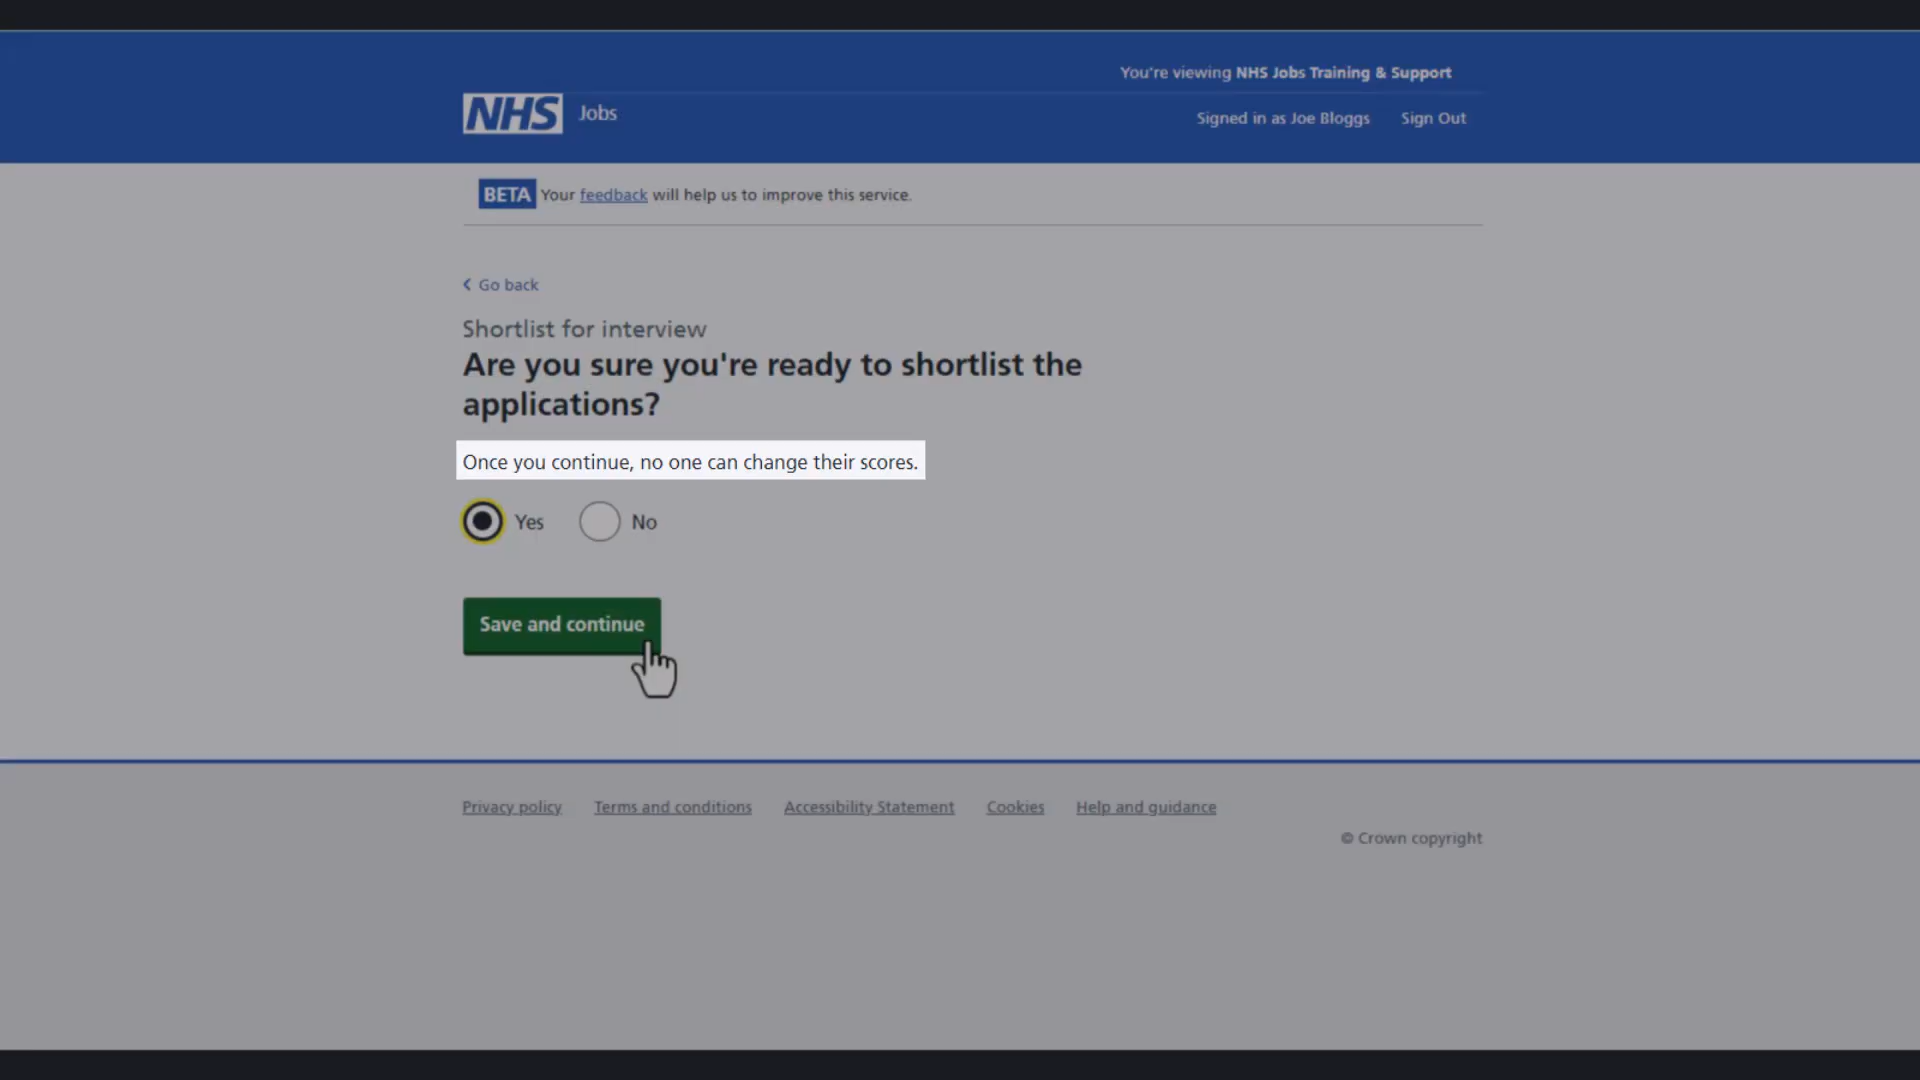 You're viewing NHS Jobs Training & Support
NHS Jobs
Signed in as Joe Bloggs Sign Out
BETA Your feedback will help us to improve this service.
Go back
Shortlist for interview
Are you sure you're ready to shortlist the
applications?
Once you continue, no one can change their scores.
Yes No
Save and continue
Privacy policy Terms and conditions Accessibility Statement Cookies Help and guidance
© Crown copyright